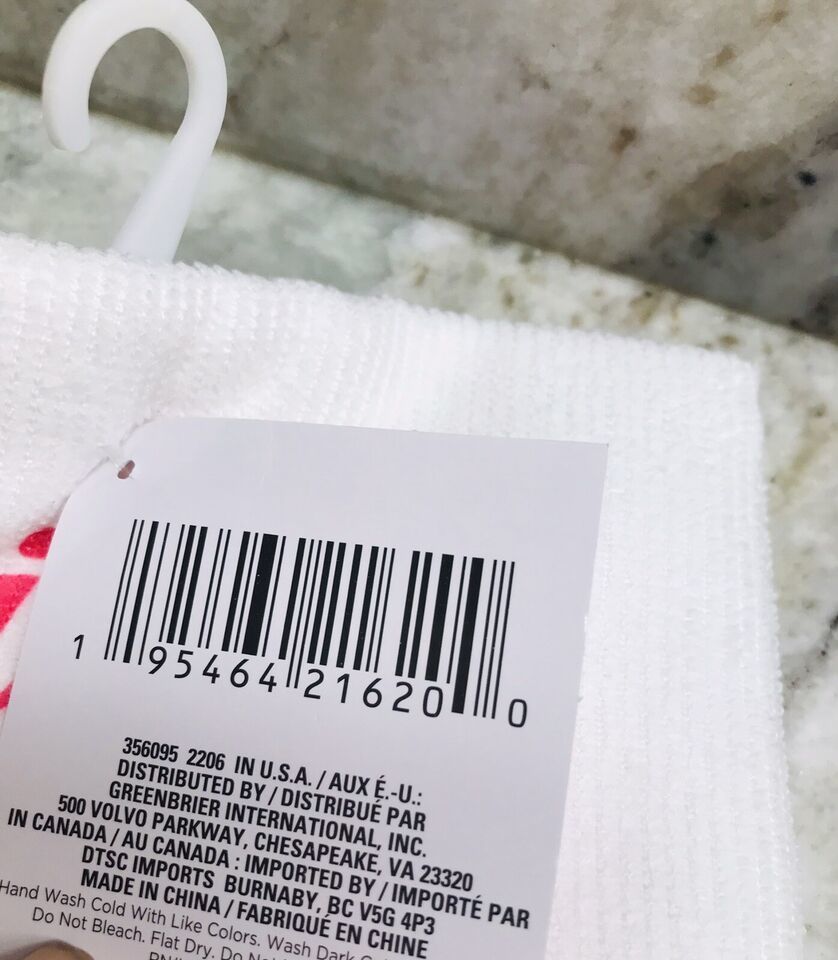 1 95464 21620 0
356095 2206 IN U.S.A. / AUX É.-U.:
DISTRIBUTED BY / DISTRIBUÉ PAR
GREENBRIER INTERNATIONAL, INC.
500 VOLVO PARKWAY, CHESAPEAKE, VA 23320
IN CANADA / AU CANADA : IMPORTED BY / IMPORTÉ PAR
DTSC IMPORTS BURNABY, BC V5G 4P3
MADE IN CHINA / FABRIQUÉ EN CHINE
Hand Wash Cold With Like Colors. Wash Dark
Do Not Bleach. Flat Dry. Do